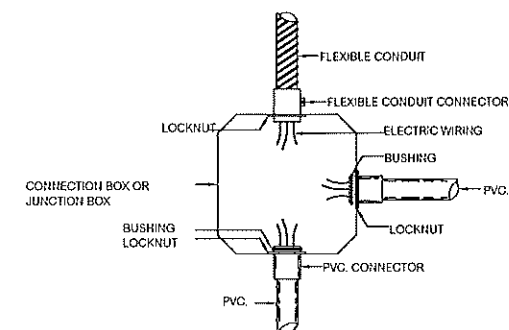 FLEXIBLE CONDUIT
FLEXIBLE CONDUIT CONNECTOR
LOCKNUT
ELECTRIC WIRING
BUSHING
CONNECTION BOX OR
JUNCTION BOX
PVC.
BUSHING
LOCKNUT
LOCKNUT
PVC. CONNECTOR
PVC.